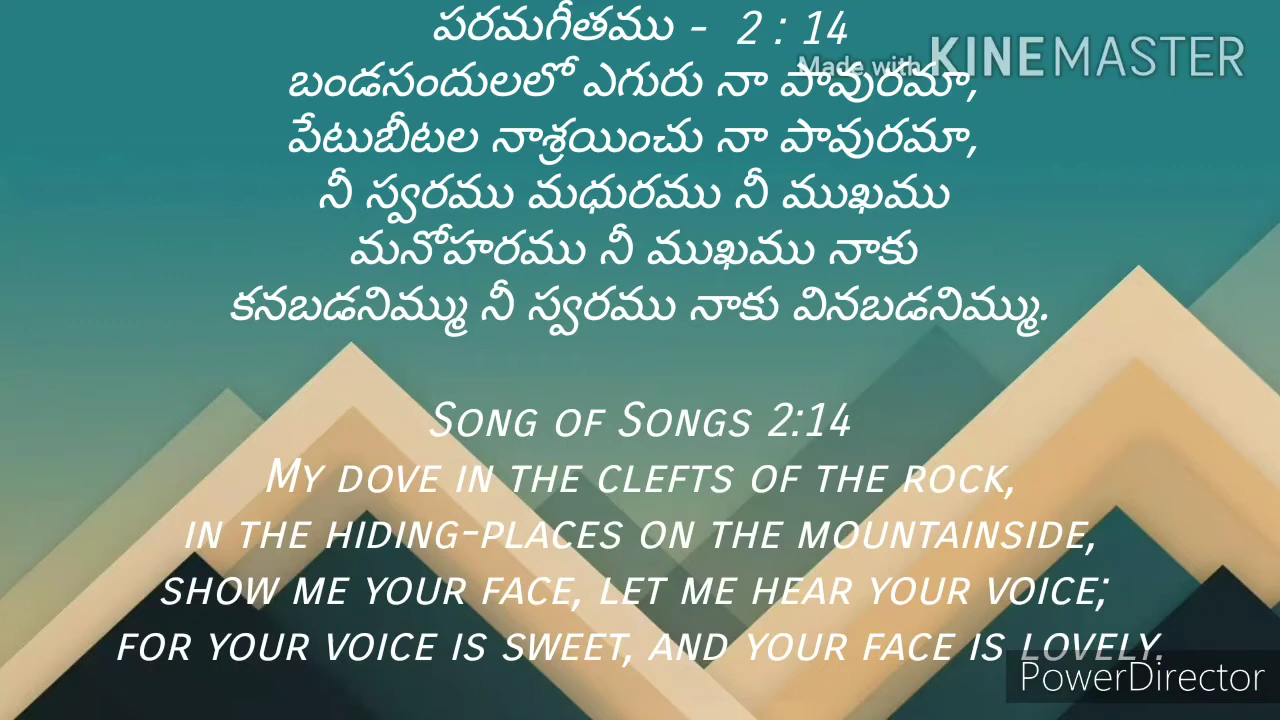 పరమగీతము - 2 : 14
Made with KINEMASTER
బండసందులలో ఎగురు నా పావురమా,
పేటుబీటల నాశ్రయించు నా పావురమా,
నీ స్వరము మధురము నీ ముఖము
మనోహరము నీ ముఖము నాకు
కనబడనిమ్ము నీ స్వరము నాకు వినబడనిమ్ము.
Song of Songs 2:14
My dove in the clefts of the rock,
in the hiding-places on the mountainside,
show me your face, let me hear your voice;
for your voice is sweet, and your face is lovely.
PowerDirector